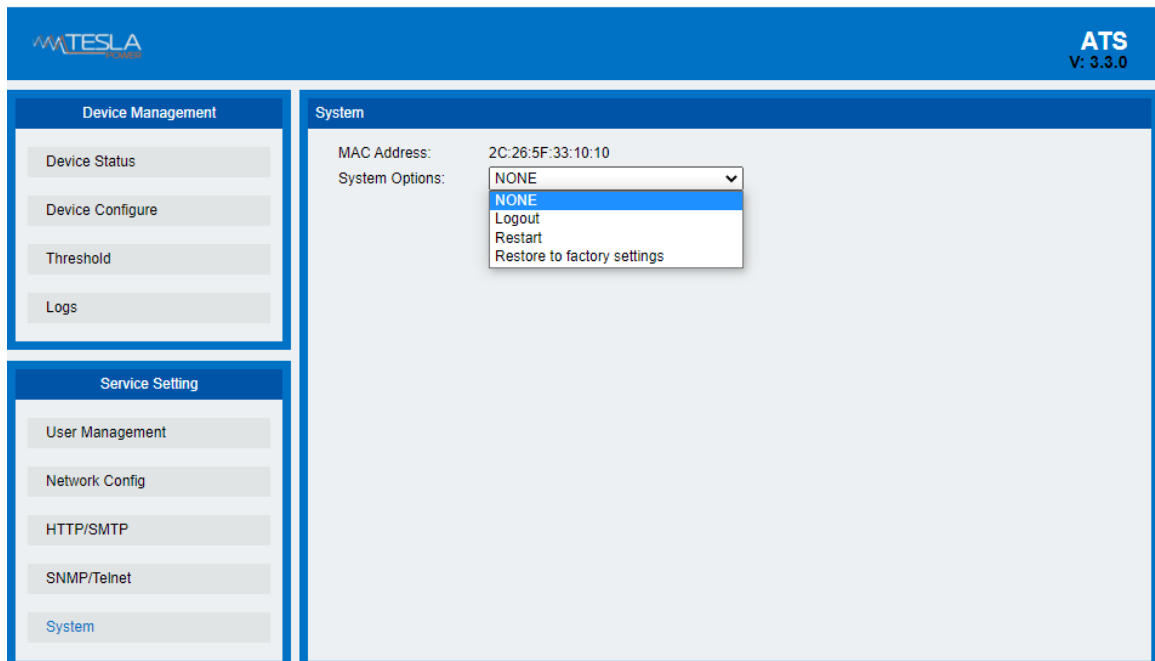 TESLA
POWER
ATS
V: 3.3.0
Device Management
Device Status
Device Configure
Threshold
Logs
Service Setting
User Management
Network Config
HTTP/SMTP
SNMP/Telnet
System
System
MAC Address: 2C:26:5F:33:10:10
System Options: NONE
NONE
Logout
Restart
Restore to factory settings